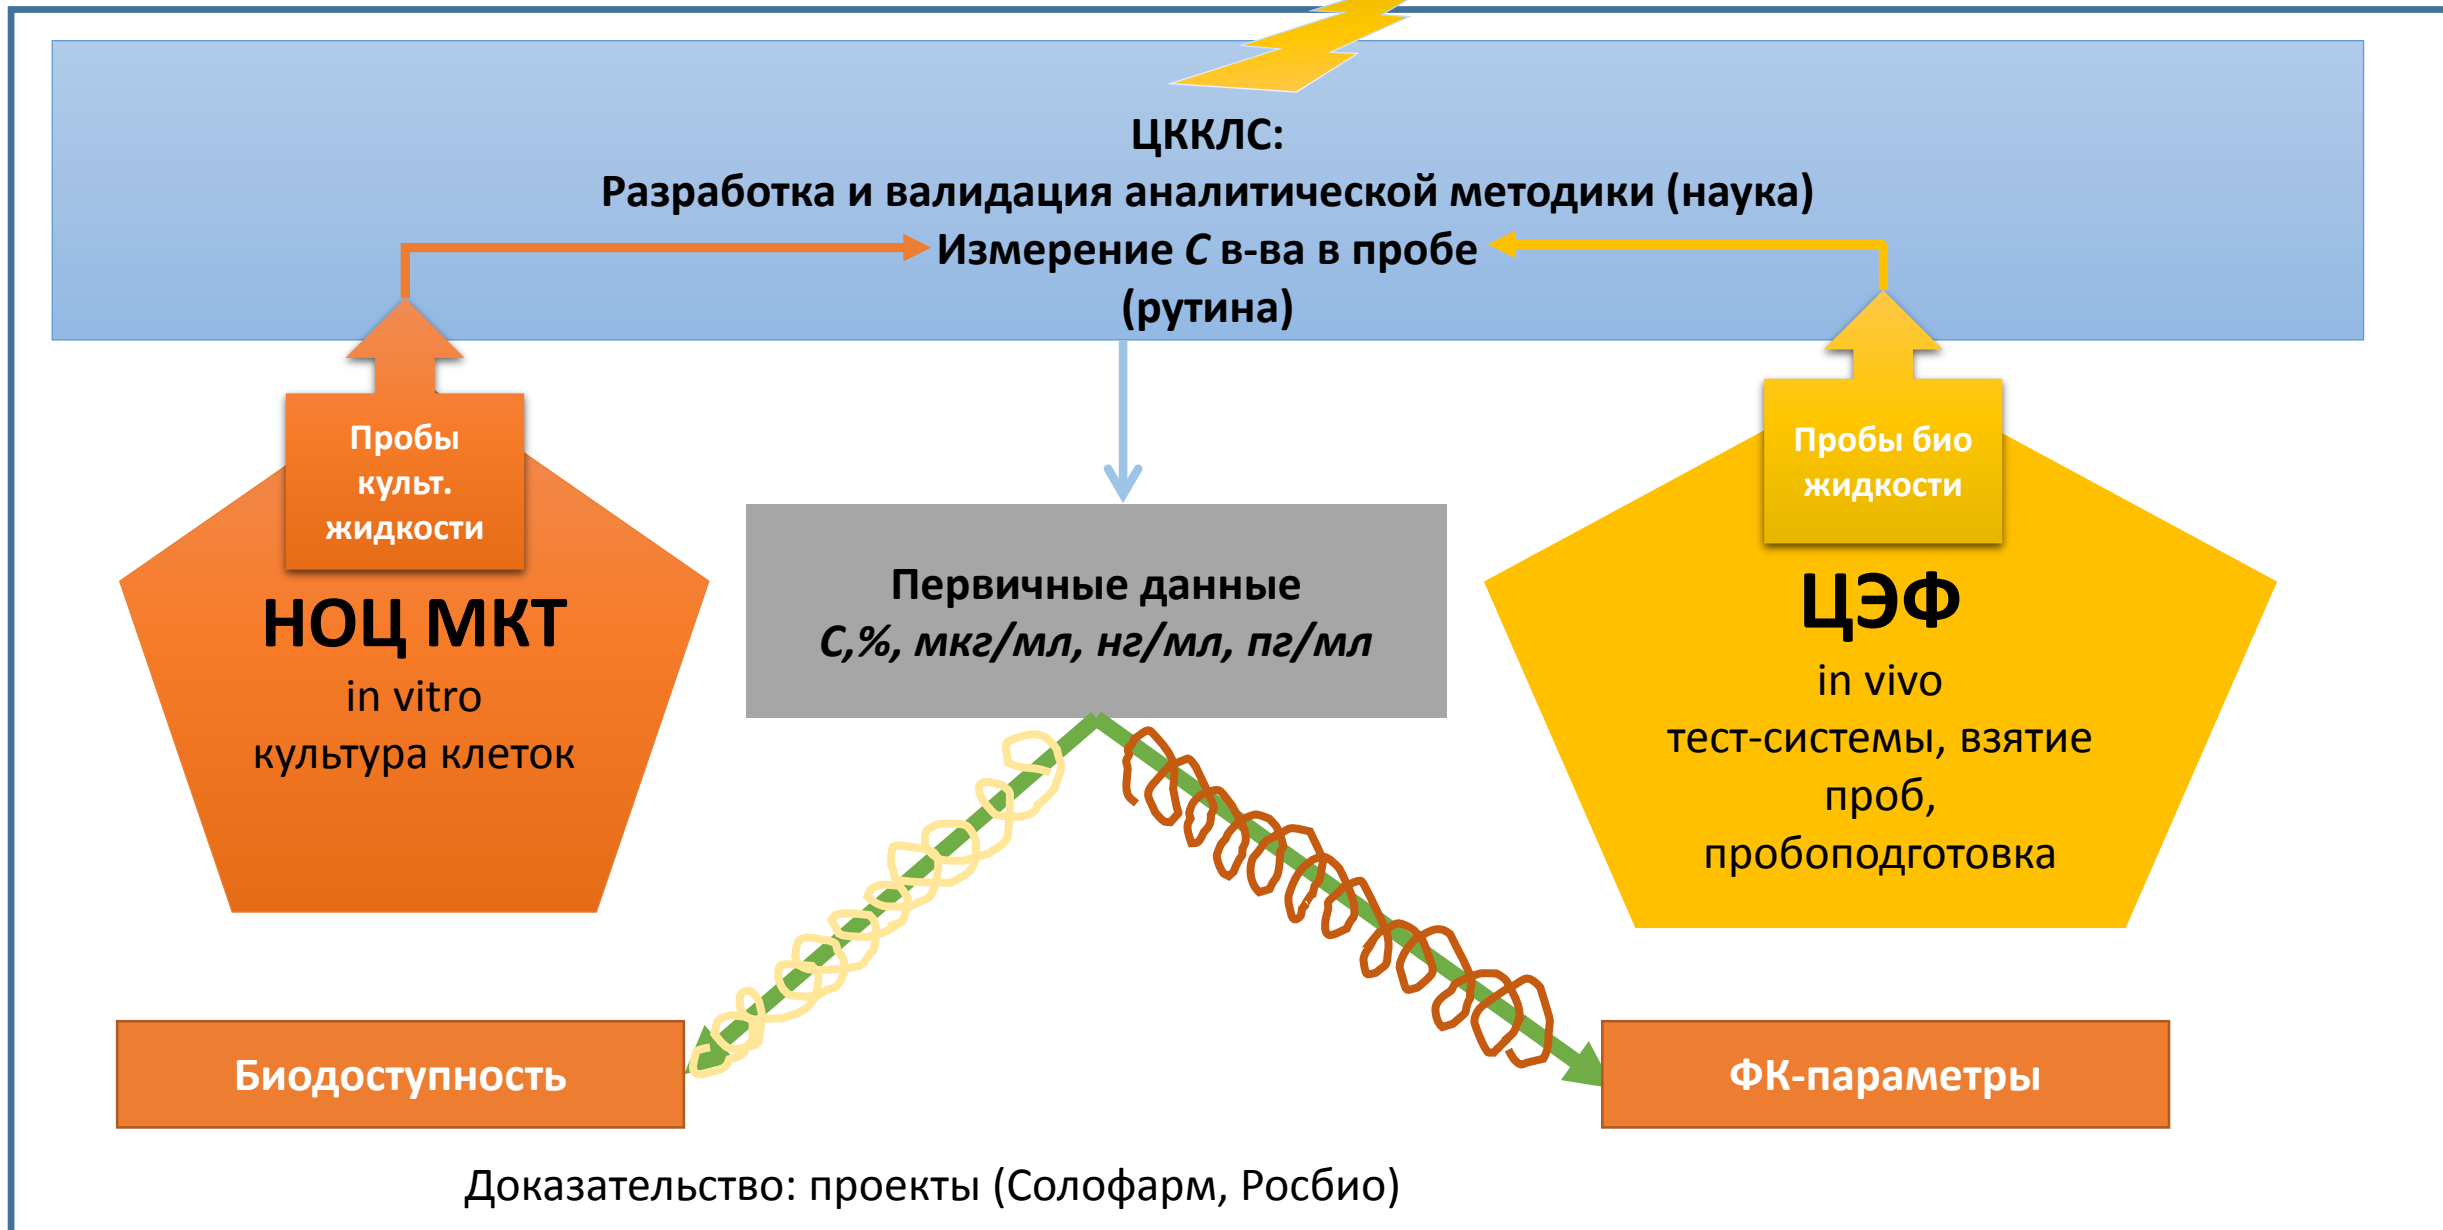 ЦККЛС:
Разработка и валидация аналитической методики (наука)
Измерение С в-ва в пробе
(рутина)
Пробы
культ.
жидкости
НОЦ МКТ
in vitro
культура клеток
Первичные данные
С,%, мкг/мл, нг/мл, пг/мл
Пробы био
жидкости
ЦЭФ
in vivo
тест-системы, взятие
проб,
пробоподготовка
Биодоступность
ФК-параметры
Доказательство: проекты (Солофарм, Росбио)